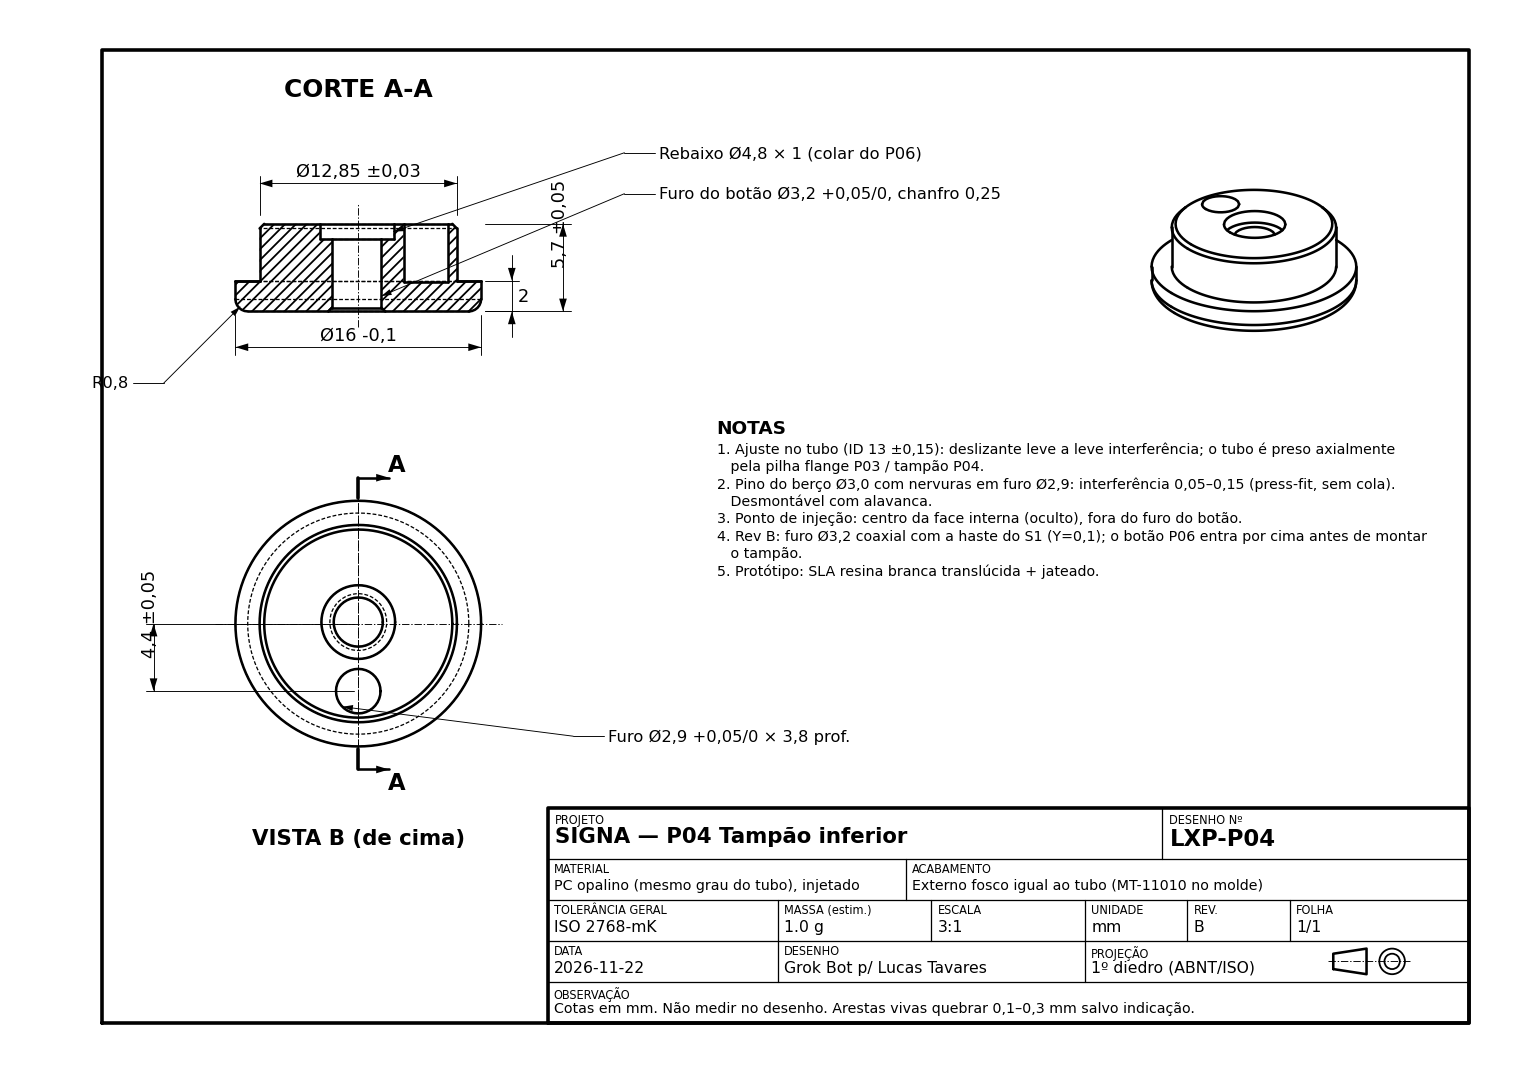 CORTE A-A
Ø12,85 ±0,03
Rebaixo Ø4,8 × 1 (colar do P06)
Furo do botão Ø3,2 +0,05/0, chanfro 0,25
5,7 ±0,05
2
Ø16 -0,1
R0,8
NOTAS
1. Ajuste no tubo (ID 13 ±0,15): deslizante leve a leve interferência; o tubo é preso axialmente
pela pilha flange P03 / tampão P04.
2. Pino do berço Ø3,0 com nervuras em furo Ø2,9: interferência 0,05–0,15 (press-fit, sem cola).
Desmontável com alavanca.
3. Ponto de injeção: centro da face interna (oculto), fora do furo do botão.
4. Rev B: furo Ø3,2 coaxial com a haste do S1 (Y=0,1); o botão P06 entra por cima antes de montar
o tampão.
5. Protótipo: SLA resina branca translúcida + jateado.
A
4,4 ±0,05
Furo Ø2,9 +0,05/0 × 3,8 prof.
A
VISTA B (de cima)
PROJETO
SIGNA — P04 Tampão inferior
DESENHO Nº
LXP-P04
MATERIAL
PC opalino (mesmo grau do tubo), injetado
ACABAMENTO
Externo fosco igual ao tubo (MT-11010 no molde)
TOLERÂNCIA GERAL
ISO 2768-mK
MASSA (estim.)
1.0 g
ESCALA
3:1
UNIDADE
mm
REV.
B
FOLHA
1/1
DATA
2026-11-22
DESENHO
Grok Bot p/ Lucas Tavares
PROJEÇÃO
1º diedro (ABNT/ISO)
OBSERVAÇÃO
Cotas em mm. Não medir no desenho. Arestas vivas quebrar 0,1–0,3 mm salvo indicação.